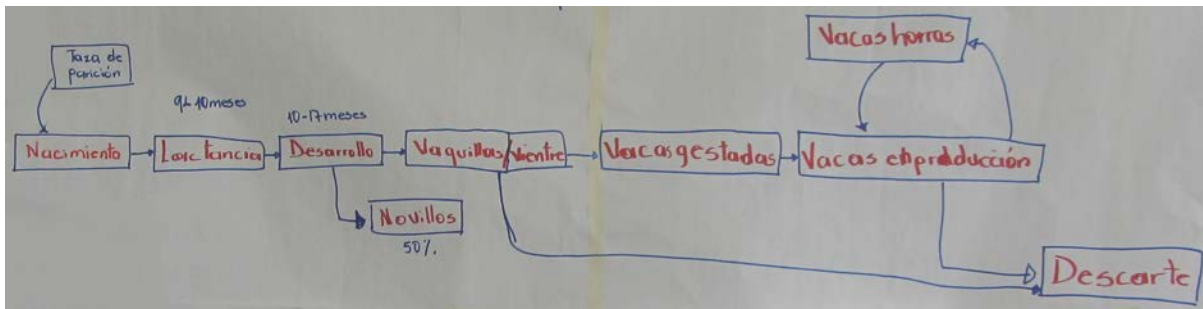 Vacas horras
Taza de
parición
9-10 meses
10-17 meses
Nacimiento
Lactancia
Desarrollo
Vaquillas/Vientre
Vacas gestadas
Vacas en producción
Novillos
50%.
Descarte